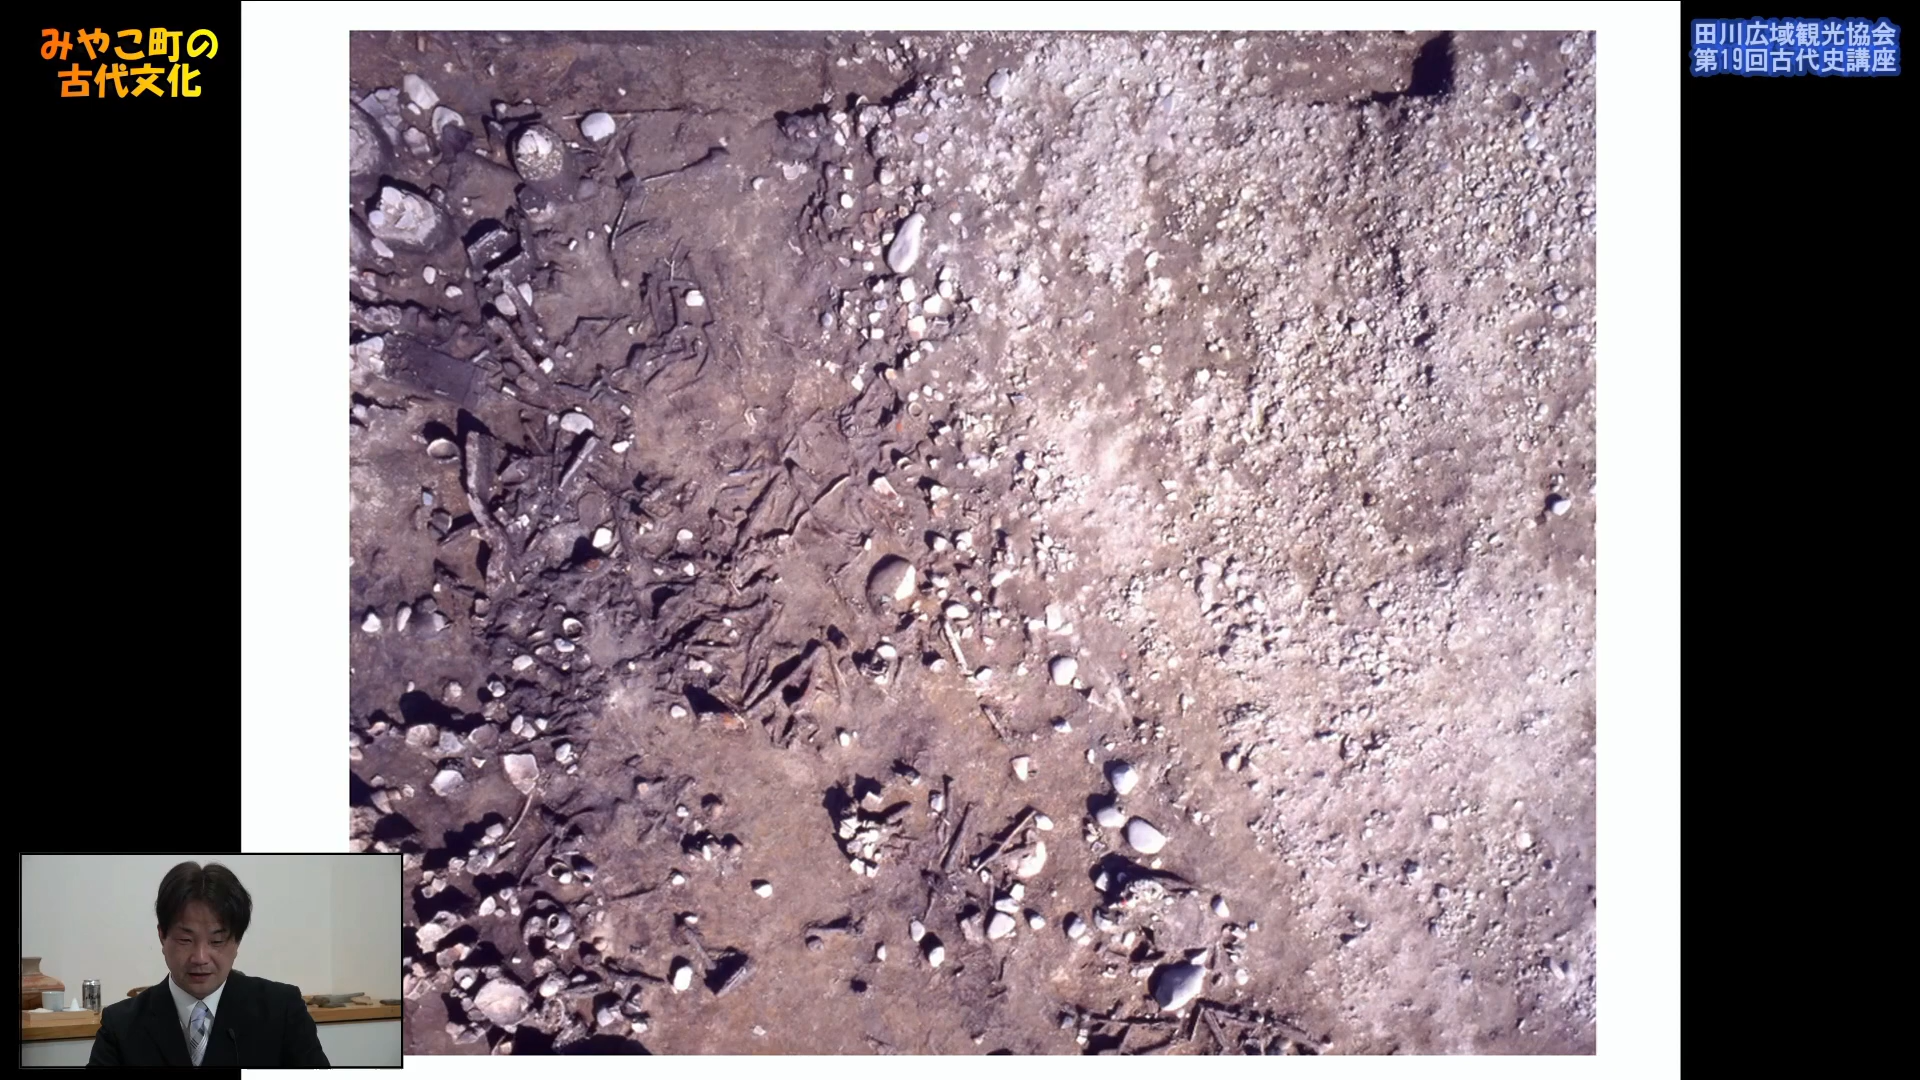 みやこ町の
古代文化
田川広域観光協会
第19回古代史講座